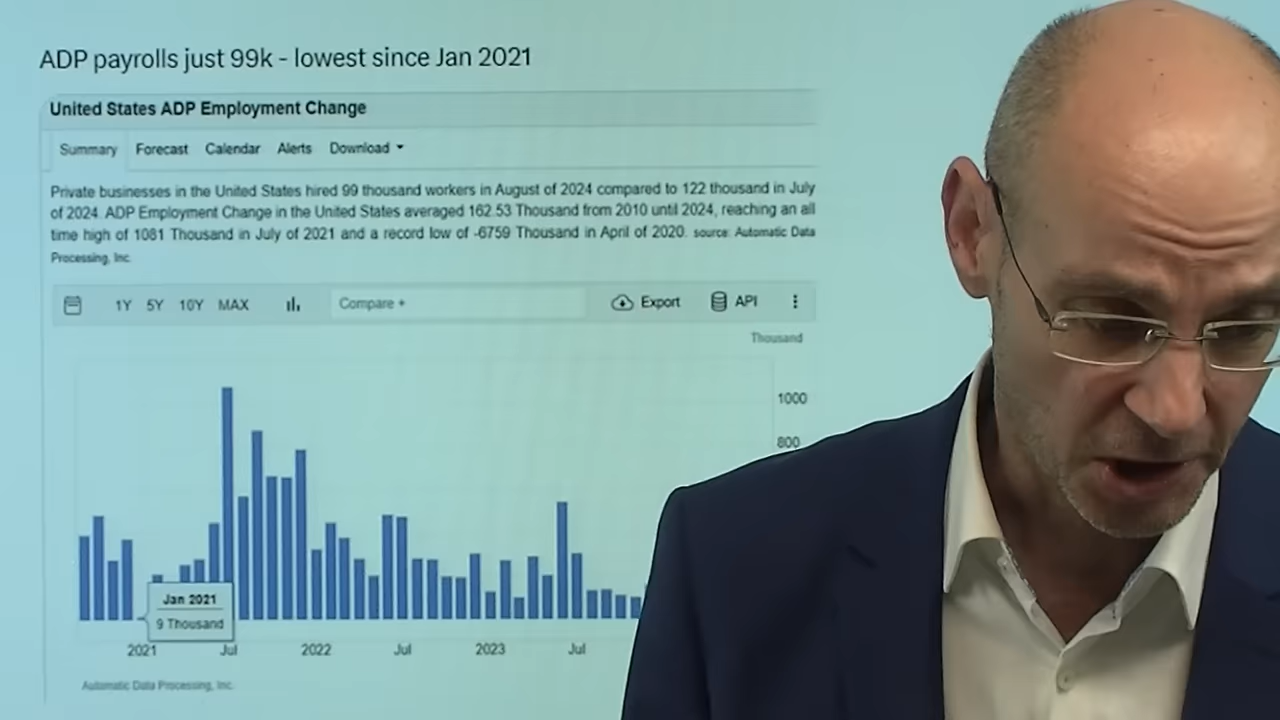 ADP payrolls just 99k - lowest since Jan 2021
United States ADP Employment Change
Summary Forecast Calendar Alerts Download
Private businesses in the United States hired 99 thousand workers in August of 2024 compared to 122 thousand in July
of 2024. ADP Employment Change in the United States averaged 162.53 Thousand from 2010 until 2024, reaching an all
time high of 1081 Thousand in July of 2021 and a record low of -6759 Thousand in April of 2020. source: Automatic Data
Processing, Inc.
1Y 5Y 10Y MAX Compare + Export API
Thousand
1000
800
Jan 2021
9 Thousand
2021 Jul 2022 Jul 2023 Jul
Automatic Data Processing, Inc.